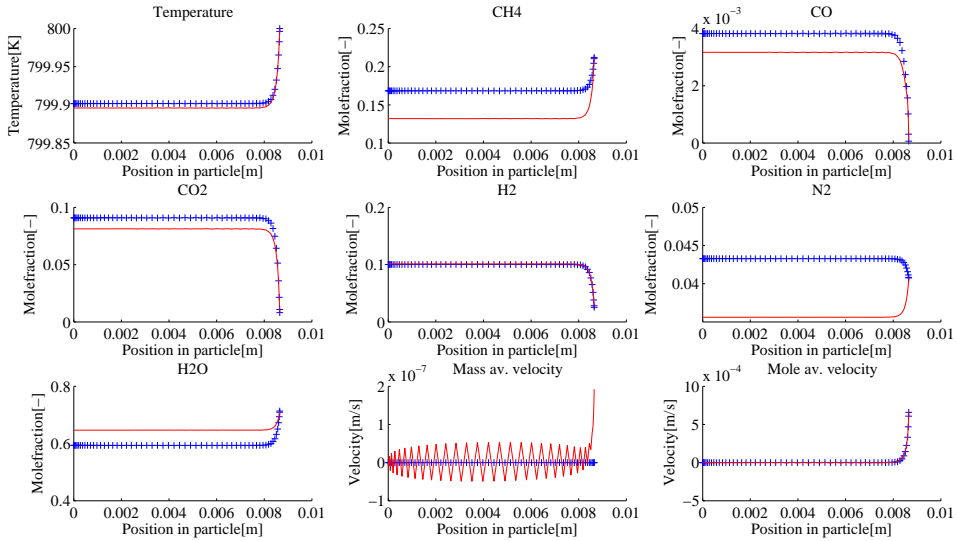 Temperature
CH4
CO
x 10⁻³
800
799.95
799.9
799.85
Temperature[K]
0 0.002 0.004 0.006 0.008 0.01
Position in particle[m]
0.25
0.2
0.15
0.1
Molefraction[−]
0 0.002 0.004 0.006 0.008 0.01
Position in particle[m]
4
2
0
Molefraction[−]
0 0.002 0.004 0.006 0.008 0.01
Position in particle[m]
CO2
H2
N2
0.1
0.05
0
Molefraction[−]
0 0.002 0.004 0.006 0.008 0.01
Position in particle[m]
0.2
0.1
0
Molefraction[−]
0 0.002 0.004 0.006 0.008 0.01
Position in particle[m]
0.05
0.045
0.04
Molefraction[−]
0 0.002 0.004 0.006 0.008 0.01
Position in particle[m]
H2O
Mass av. velocity
Mole av. velocity
0.8
0.6
0.4
Molefraction[−]
0 0.002 0.004 0.006 0.008 0.01
Position in particle[m]
x 10⁻⁷
2
1
0
−1
Velocity[m/s]
0 0.002 0.004 0.006 0.008 0.01
Position in particle[m]
x 10⁻⁴
10
5
0
−5
Velocity[m/s]
0 0.002 0.004 0.006 0.008 0.01
Position in particle[m]